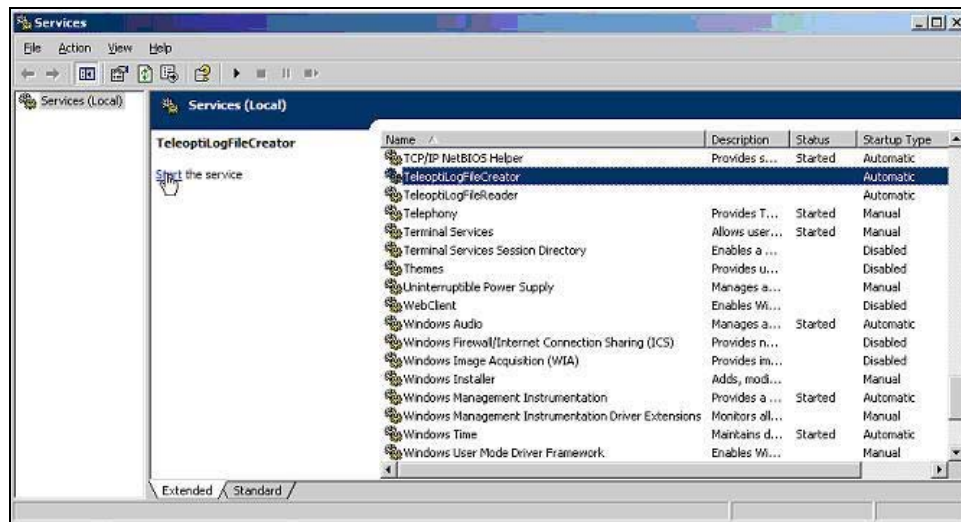 Services
File Action View Help
Services (Local)
Services (Local)
TeleoptiLogFileCreator
Start the service
Name Description Status Startup Type
TCP/IP NetBIOS Helper Provides s... Started Automatic
TeleoptiLogFileCreator Automatic
TeleoptiLogFileReader Automatic
Telephony Provides T... Started Manual
Terminal Services Allows user... Started Manual
Terminal Services Session Directory Enables a ... Disabled
Themes Provides u... Disabled
Uninterruptible Power Supply Manages a... Manual
WebClient Enables Wi... Disabled
Windows Audio Manages a... Started Automatic
Windows Firewall/Internet Connection Sharing (ICS) Provides n... Disabled
Windows Image Acquisition (WIA) Provides im... Disabled
Windows Installer Adds, modi... Manual
Windows Management Instrumentation Provides a ... Started Automatic
Windows Management Instrumentation Driver Extensions Monitors all... Manual
Windows Time Maintains d... Started Automatic
Windows User Mode Driver Framework Enables Wi... Manual
Extended Standard